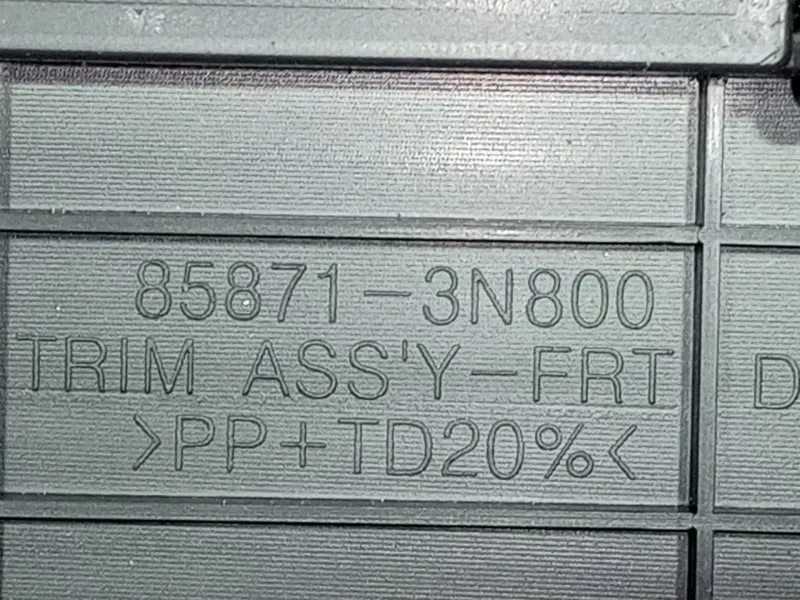 85871-3N800
TRIM ASS'Y-FRT
D
>PP+TD20%<